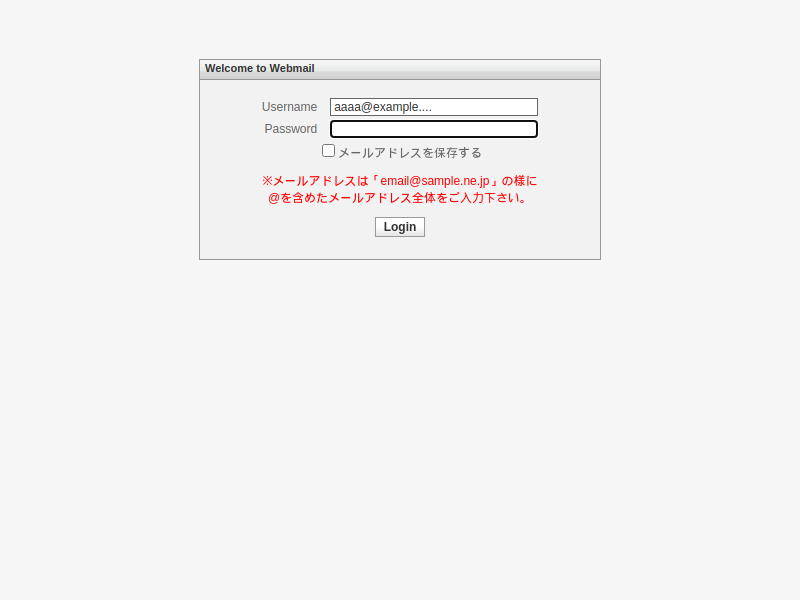 Welcome to Webmail
Username aaaa@example....
Password
メールアドレスを保存する
※メールアドレスは「email@sample.ne.jp」の様に
@を含めたメールアドレス全体をご入力下さい。
Login